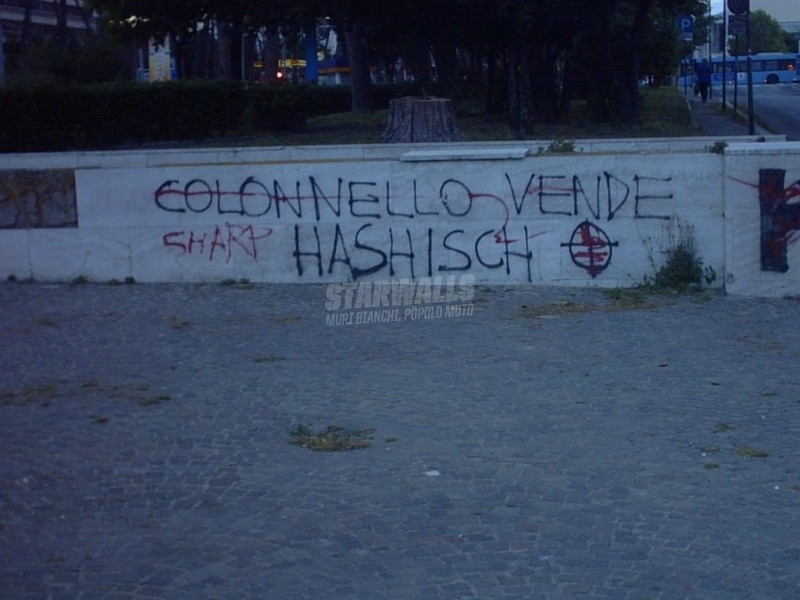 COLONNELLO VENDE
SHARP HASHISCH
STARWALLS
MURI BIANCHI, POPOLO MUTO
P